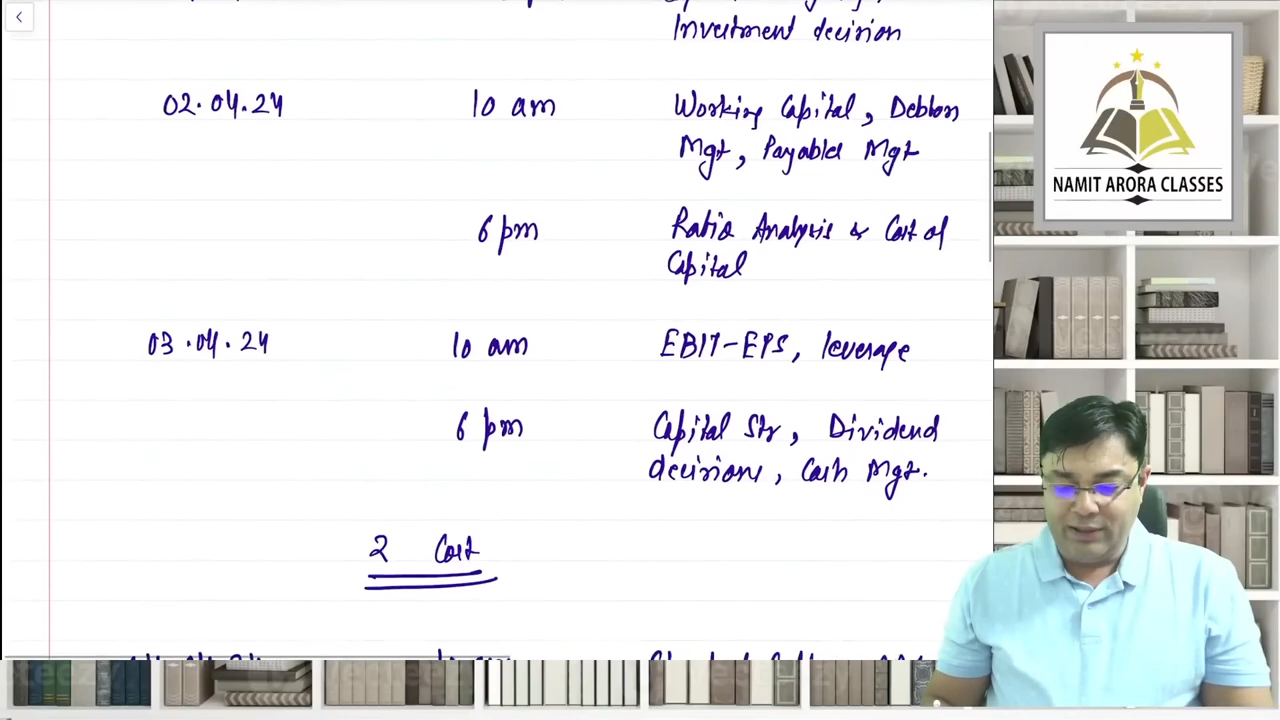 Investment decision
02.04.24 10 am Working Capital, Debtors
Mgt, Payables Mgt
6 pm Ratio Analysis & Cost of
Capital
03.04.24 10 am EBIT-EPS, leverage
6 pm Capital Str, Dividend
decisions, Cash Mgt.
2 Cost
NAMIT ARORA CLASSES